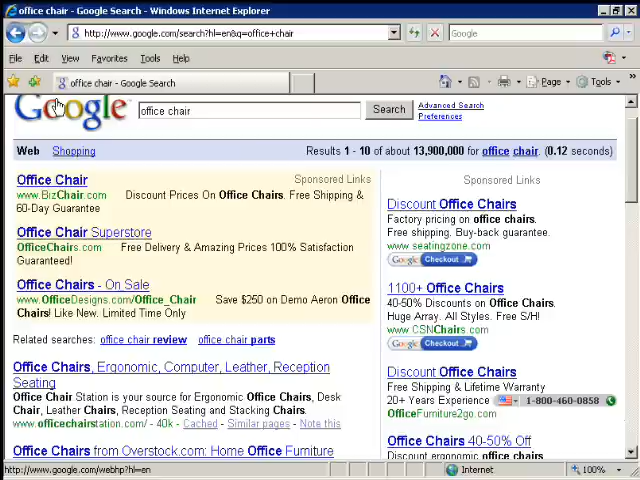 office chair - Google Search - Windows Internet Explorer
http://www.google.com/search?hl=en&q=office+chair
Google
File Edit View Favorites Tools Help
office chair - Google Search
Page Tools
Google office chair Search Advanced Search
Preferences
Web Shopping Results 1 - 10 of about 13,900,000 for office chair. (0.12 seconds)
Office Chair Sponsored Links
www.BizChair.com Discount Prices On Office Chairs. Free Shipping &
60-Day Guarantee
Office Chair Superstore
OfficeChairs.com Free Delivery & Amazing Prices 100% Satisfaction
Guaranteed!
Office Chairs - On Sale
www.OfficeDesigns.com/Office_Chair Save $250 on Demo Aeron Office
Chairs! Like New. Limited Time Only
Related searches: office chair review office chair parts
Office Chairs, Ergonomic, Computer, Leather, Reception
Seating
Office Chair Station is your source for Ergonomic Office Chairs, Desk
Chair, Leather Chairs, Reception Seating and Stacking Chairs.
www.officechairstation.com/ - 40k - Cached - Similar pages - Note this
Office Chairs from Overstock.com: Home Office Furniture
Sponsored Links
Discount Office Chairs
Factory pricing on office chairs.
Free shipping. Buy-back guarantee.
www.seatingzone.com
Google Checkout
1100+ Office Chairs
40-50% Discounts on Office Chairs.
Huge Array. All Styles. Free S/H!
www.CSNChairs.com
Google Checkout
Discount Office Chairs
Free Shipping & Lifetime Warranty
20+ Years Experience 1-800-460-0858
OfficeFurniture2go.com
Office Chairs 40-50% Off
Discount ergonomic office chairs
http://www.google.com/webhp?hl=en Internet 100%